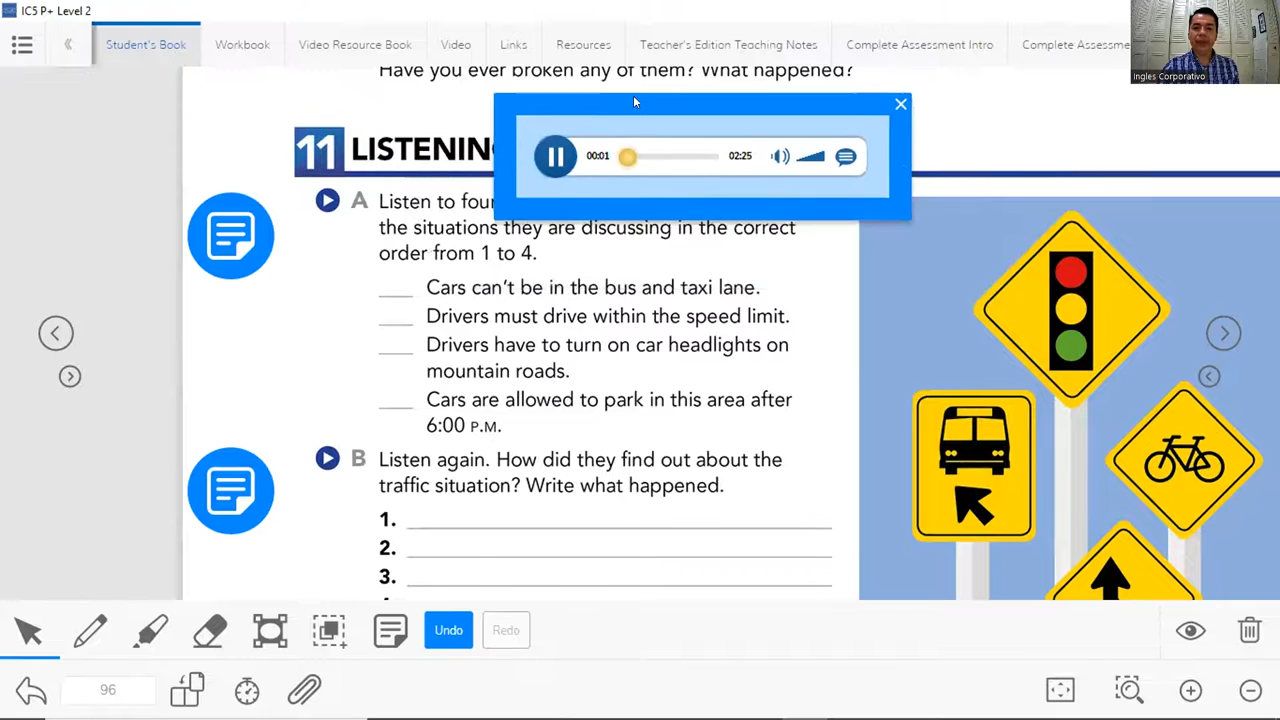 IC5 P+ Level 2
Student's Book
Workbook
Video Resource Book
Video
Links
Resources
Teacher's Edition Teaching Notes
Complete Assessment Intro
Complete Assessme
Ingles Corporativo
Have you ever broken any of them? What happened?
11 LISTENING
00:01
02:25
A Listen to four
the situations they are discussing in the correct
order from 1 to 4.
Cars can't be in the bus and taxi lane.
Drivers must drive within the speed limit.
Drivers have to turn on car headlights on
mountain roads.
Cars are allowed to park in this area after
6:00 P.M.
B Listen again. How did they find out about the
traffic situation? Write what happened.
1.
2.
3.
Undo
Redo
96